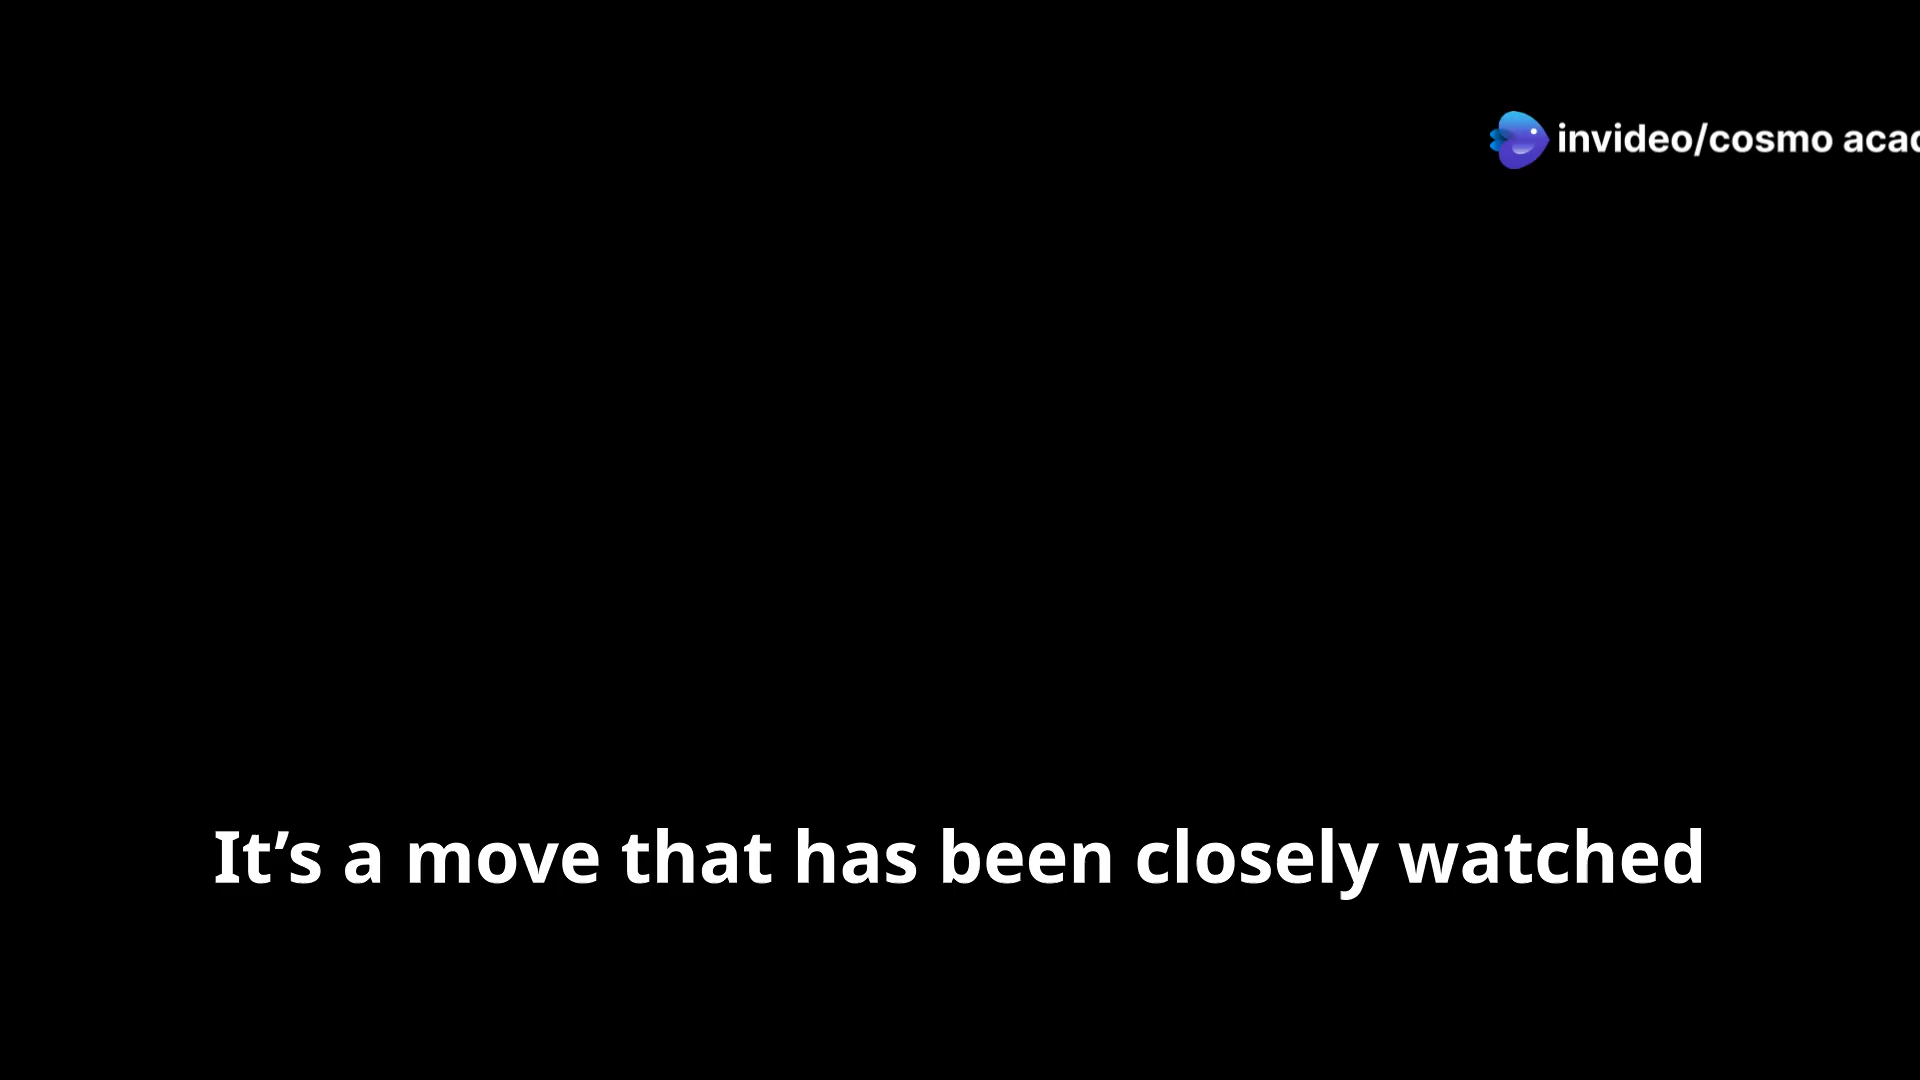 invideo/cosmo
It’s a move that has been closely watched